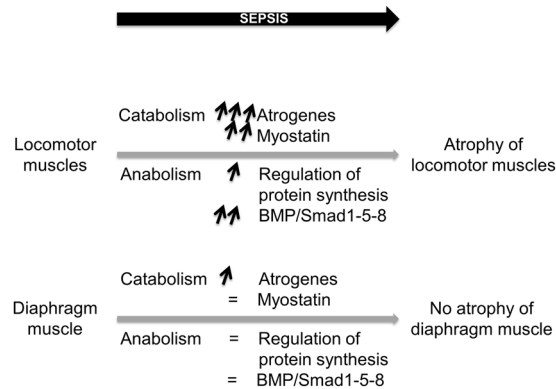 SEPSIS
Catabolism Atrogenes
Myostatin
Locomotor
muscles
Atrophy of
locomotor muscles
Anabolism Regulation of
protein synthesis
BMP/Smad1-5-8
Catabolism Atrogenes
= Myostatin
Diaphragm
muscle
No atrophy of
diaphragm muscle
Anabolism = Regulation of
protein synthesis
= BMP/Smad1-5-8